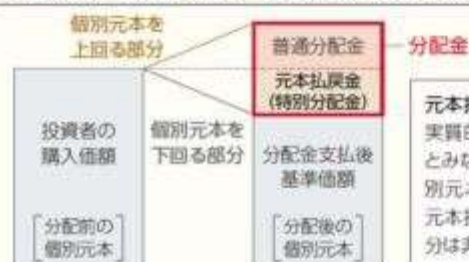 個別元本を
上回る部分
普通分配金
分配金
元本払戻金
(特別分配金)
投資者の
購入価額
個別元本を
下回る部分
分配金支払後
基準価額
[分配前の
個別元本]
[分配後の
個別元本]
元本
実質
とみ
別元
元本払
分は非